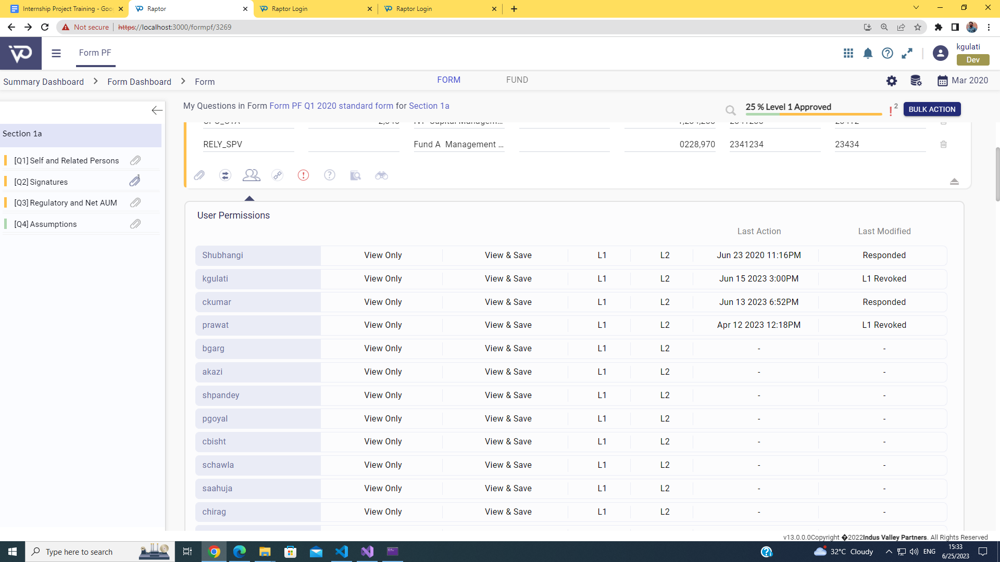 Internship Project Training - Goo
Raptor
Raptor Login
Raptor Login
Not secure https://localhost:3000/formpf/3269
Form PF
kgulati
Dev
Summary Dashboard > Form Dashboard > Form
FORM
FUND
Mar 2020
My Questions in Form Form PF Q1 2020 standard form for Section 1a
25 % Level 1 Approved
! 2
BULK ACTION
Section 1a
[Q1] Self and Related Persons
[Q2] Signatures
1
[Q3] Regulatory and Net AUM
[Q4] Assumptions
RELY_SPV Fund A Management ... 0228,970 2341234 23434
User Permissions
Last Action Last Modified
Shubhangi View Only View & Save L1 L2 Jun 23 2020 11:16PM Responded
kgulati View Only View & Save L1 L2 Jun 15 2023 3:00PM L1 Revoked
ckumar View Only View & Save L1 L2 Jun 13 2023 6:52PM Responded
prawat View Only View & Save L1 L2 Apr 12 2023 12:18PM L1 Revoked
bgarg View Only View & Save L1 L2 - -
akazi View Only View & Save L1 L2 - -
shpandey View Only View & Save L1 L2 - -
pgoyal View Only View & Save L1 L2 - -
cbisht View Only View & Save L1 L2 - -
schawla View Only View & Save L1 L2 - -
saahuja View Only View & Save L1 L2 - -
chirag View Only View & Save L1 L2 - -
v13.0.0.0Copyright �2022Indus Valley Partners. All Rights Reserved
Type here to search
32°C Cloudy
ENG
15:33
6/25/2023